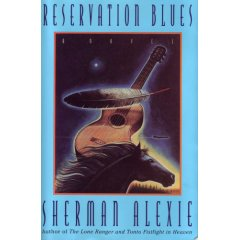 RESERVATION BLUES
A NOVEL
SHERMAN ALEXIE
Author of The Lone Ranger and Tonto Fistfight in Heaven